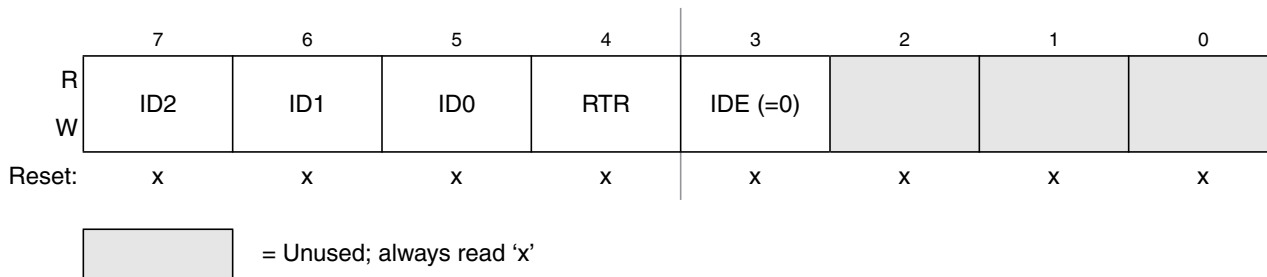 7 6 5 4 3 2 1 0
R
W
ID2 ID1 ID0 RTR IDE (=0)
Reset: x x x x x x x x
= Unused; always read ‘x’